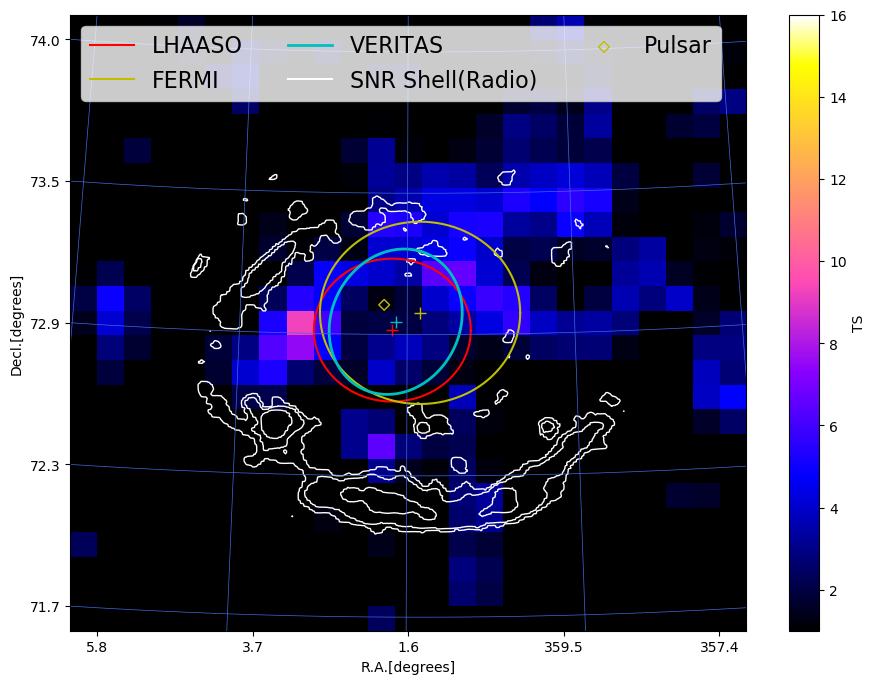 LHAASO VERITAS Pulsar
FERMI SNR Shell(Radio)
74.0
73.5
72.9
72.3
71.7
Decl.[degrees]
5.8 3.7 1.6 359.5 357.4
R.A.[degrees]
16
14
12
10
8
6
4
2
TS